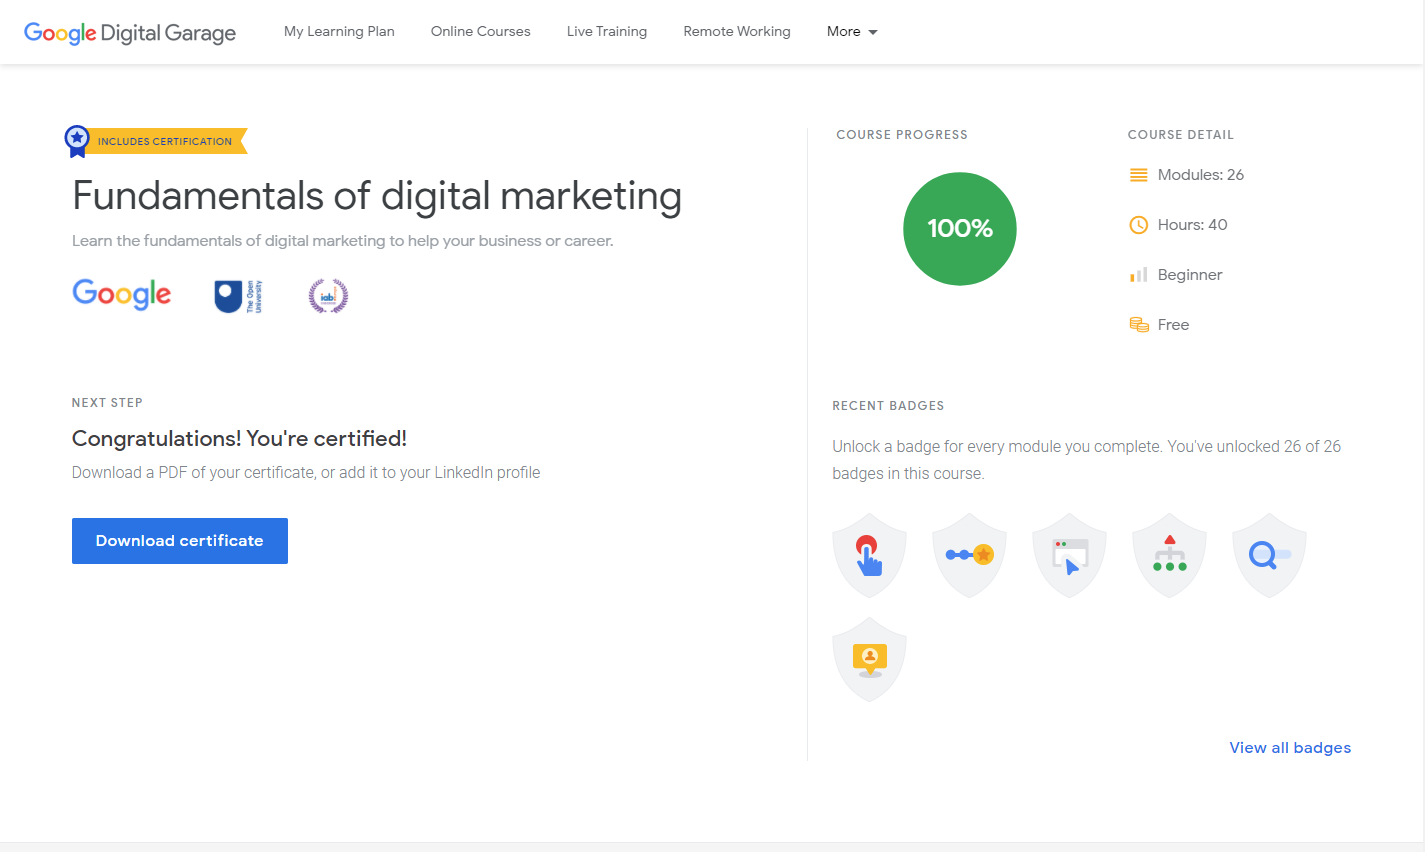 Google Digital Garage
My Learning Plan
Online Courses
Live Training
Remote Working
More
INCLUDES CERTIFICATION
Fundamentals of digital marketing
Learn the fundamentals of digital marketing to help your business or career.
Google
The Open
University
iab
NEXT STEP
Congratulations! You're certified!
Download a PDF of your certificate, or add it to your LinkedIn profile
Download certificate
COURSE PROGRESS
100%
COURSE DETAIL
Modules: 26
Hours: 40
Beginner
Free
RECENT BADGES
Unlock a badge for every module you complete. You've unlocked 26 of 26
badges in this course.
View all badges